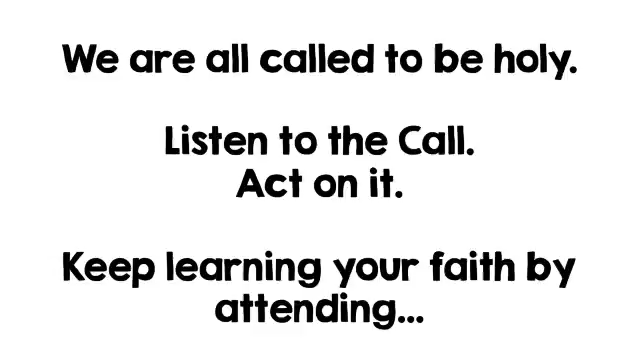 We are all called to be holy.
Listen to the Call.
Act on it.
Keep learning your faith by
attending...